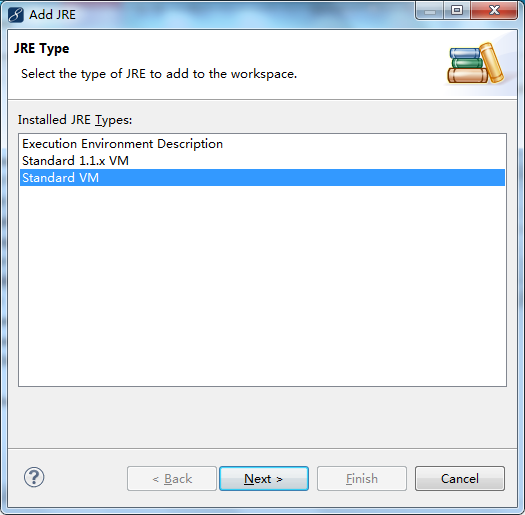 Add JRE
JRE Type
Select the type of JRE to add to the workspace.
Installed JRE Types:
Execution Environment Description
Standard 1.1.x VM
Standard VM
?
< Back
Next >
Finish
Cancel